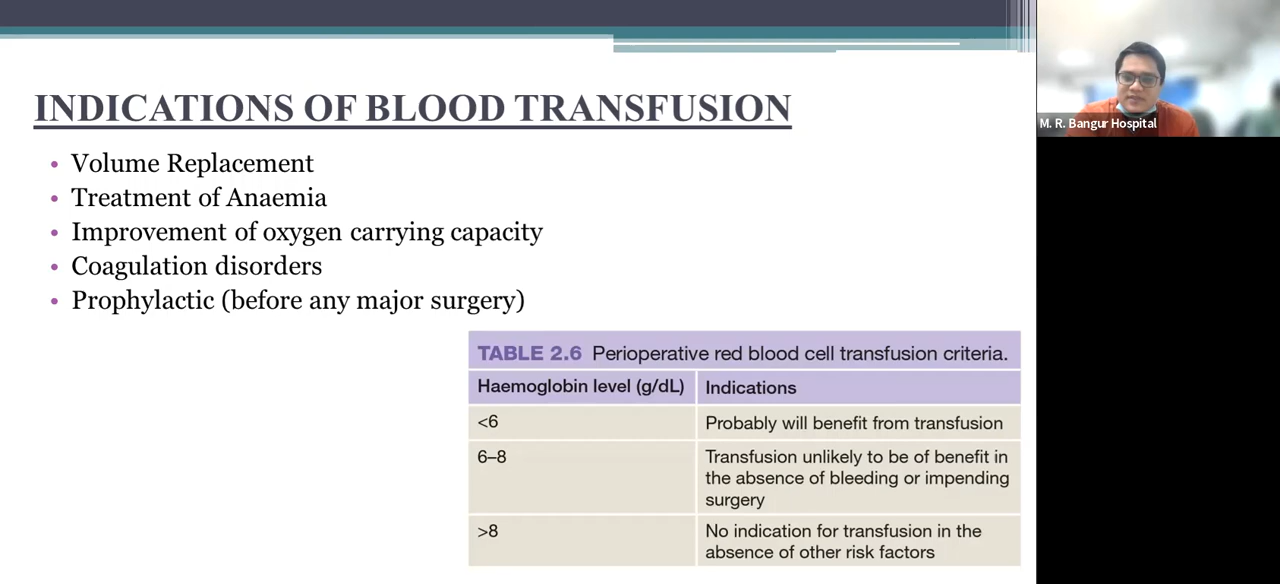 INDICATIONS OF BLOOD TRANSFUSION
• Volume Replacement
• Treatment of Anaemia
• Improvement of oxygen carrying capacity
• Coagulation disorders
• Prophylactic (before any major surgery)
TABLE 2.6 Perioperative red blood cell transfusion criteria.
Haemoglobin level (g/dL) Indications
<6 Probably will benefit from transfusion
6–8 Transfusion unlikely to be of benefit in
the absence of bleeding or impending
surgery
>8 No indication for transfusion in the
absence of other risk factors
M. R. Bangur Hospital